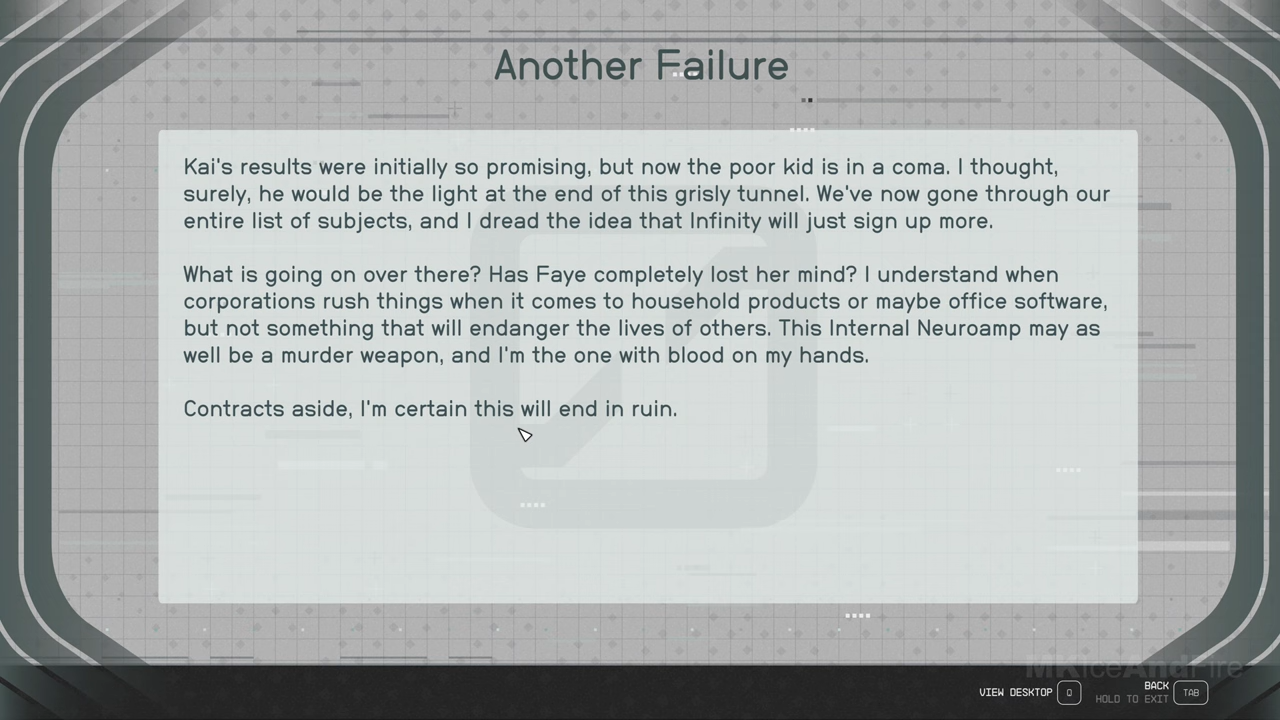 Another Failure
Kai's results were initially so promising, but now the poor kid is in a coma. I thought,
surely, he would be the light at the end of this grisly tunnel. We've now gone through our
entire list of subjects, and I dread the idea that Infinity will just sign up more.
What is going on over there? Has Faye completely lost her mind? I understand when
corporations rush things when it comes to household products or maybe office software,
but not something that will endanger the lives of others. This Internal Neuroamp may as
well be a murder weapon, and I'm the one with blood on my hands.
Contracts aside, I'm certain this will end in ruin.
MKIceAndFire
VIEW DESKTOP Q
BACK
HOLD TO EXIT TAB